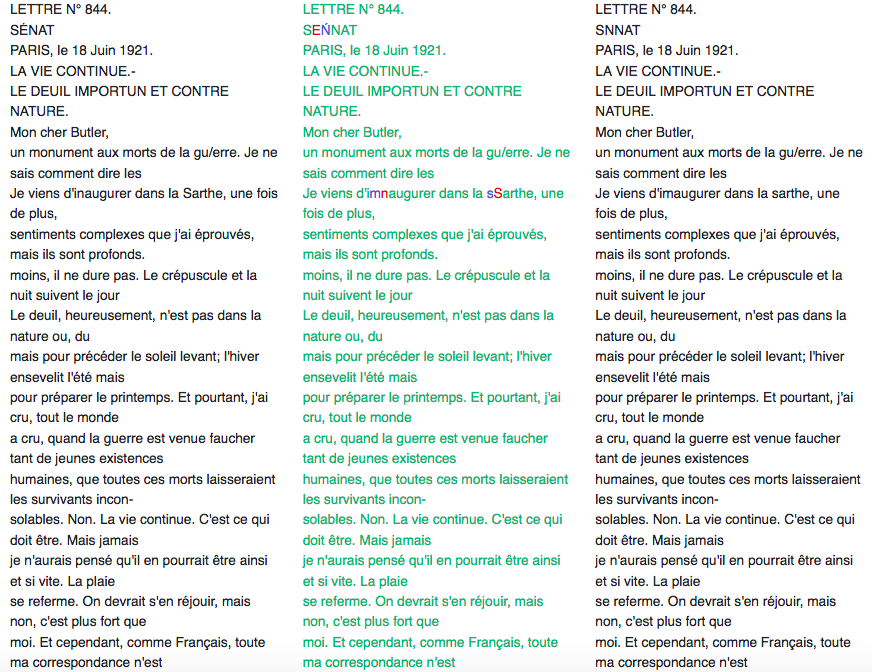 LETTRE N° 844.
SÉNAT
PARIS, le 18 Juin 1921.
LA VIE CONTINUE.-
LE DEUIL IMPORTUN ET CONTRE
NATURE.
Mon cher Butler,
un monument aux morts de la gu/erre. Je ne
sais comment dire les
Je viens d'inaugurer dans la Sarthe, une fois
de plus,
sentiments complexes que j'ai éprouvés,
mais ils sont profonds.
moins, il ne dure pas. Le crépuscule et la
nuit suivent le jour
Le deuil, heureusement, n'est pas dans la
nature ou, du
mais pour précéder le soleil levant; l'hiver
ensevelit l'été mais
pour préparer le printemps. Et pourtant, j'ai
cru, tout le monde
a cru, quand la guerre est venue faucher
tant de jeunes existences
humaines, que toutes ces morts laisseraient
les survivants incon-
solables. Non. La vie continue. C'est ce qui
doit être. Mais jamais
je n'aurais pensé qu'il en pourrait être ainsi
et si vite. La plaie
se referme. On devrait s'en réjouir, mais
non, c'est plus fort que
moi. Et cependant, comme Français, toute
ma correspondance n'est
LETTRE N° 844.
SEŃNAT
PARIS, le 18 Juin 1921.
LA VIE CONTINUE.-
LE DEUIL IMPORTUN ET CONTRE
NATURE.
Mon cher Butler,
un monument aux morts de la gu/erre. Je ne
sais comment dire les
Je viens d'imnaugurer dans la sSarthe, une
fois de plus,
sentiments complexes que j'ai éprouvés,
mais ils sont profonds.
moins, il ne dure pas. Le crépuscule et la
nuit suivent le jour
Le deuil, heureusement, n'est pas dans la
nature ou, du
mais pour précéder le soleil levant; l'hiver
ensevelit l'été mais
pour préparer le printemps. Et pourtant, j'ai
cru, tout le monde
a cru, quand la guerre est venue faucher
tant de jeunes existences
humaines, que toutes ces morts laisseraient
les survivants incon-
solables. Non. La vie continue. C'est ce qui
doit être. Mais jamais
je n'aurais pensé qu'il en pourrait être ainsi
et si vite. La plaie
se referme. On devrait s'en réjouir, mais
non, c'est plus fort que
moi. Et cependant, comme Français, toute
ma correspondance n'est
LETTRE N° 844.
SNNAT
PARIS, le 18 Juin 1921.
LA VIE CONTINUE.-
LE DEUIL IMPORTUN ET CONTRE
NATURE.
Mon cher Butler,
un monument aux morts de la gu/erre. Je ne
sais comment dire les
Je viens d'imaugurer dans la sarthe, une
fois de plus,
sentiments complexes que j'ai éprouvés,
mais ils sont profonds.
moins, il ne dure pas. Le crépuscule et la
nuit suivent le jour
Le deuil, heureusement, n'est pas dans la
nature ou, du
mais pour précéder le soleil levant; l'hiver
ensevelit l'été mais
pour préparer le printemps. Et pourtant, j'ai
cru, tout le monde
a cru, quand la guerre est venue faucher
tant de jeunes existences
humaines, que toutes ces morts laisseraient
les survivants incon-
solables. Non. La vie continue. C'est ce qui
doit être. Mais jamais
je n'aurais pensé qu'il en pourrait être ainsi
et si vite. La plaie
se referme. On devrait s'en réjouir, mais
non, c'est plus fort que
moi. Et cependant, comme Français, toute
ma correspondance n'est